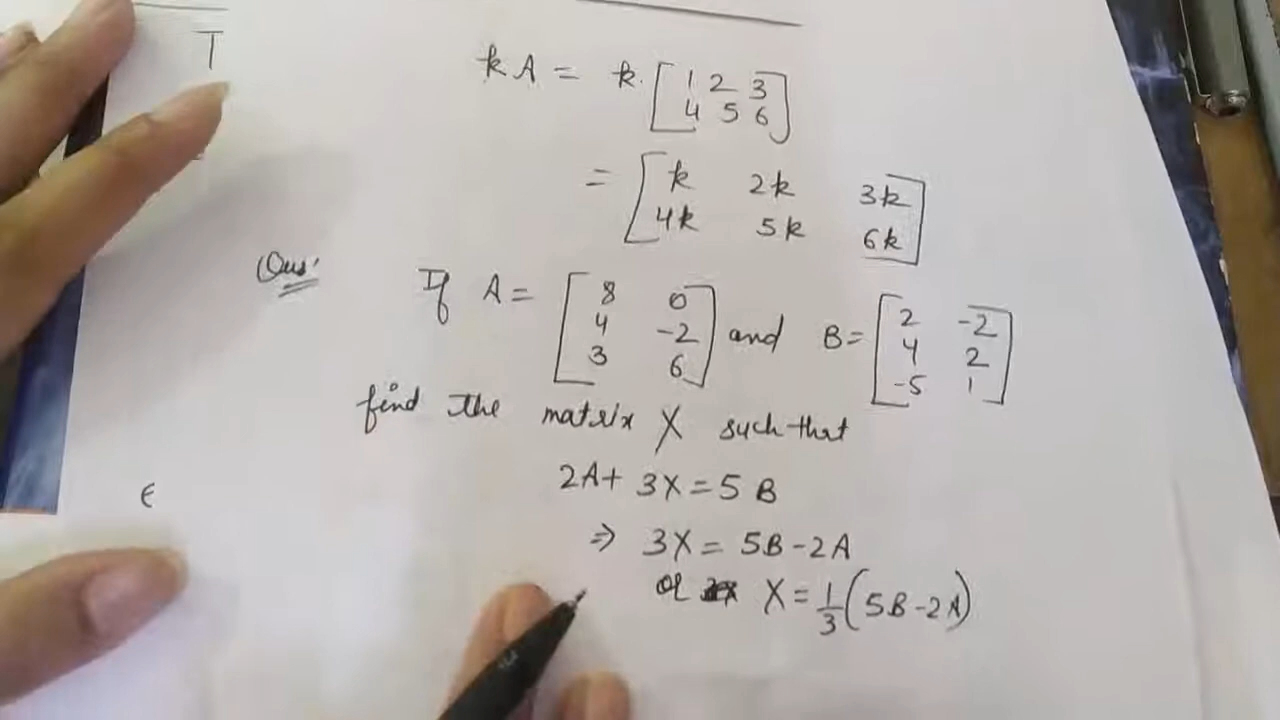 T
kA = k. [1 2 3
4 5 6]
= [k 2k 3k
4k 5k 6k]
Ques. If A = [8 0
4 -2
3 6] and B = [2 -2
4 2
-5 1]
find the matrix X such that
2A + 3X = 5B
⇒ 3X = 5B - 2A
or X = 1/3 (5B - 2A)
ϵ